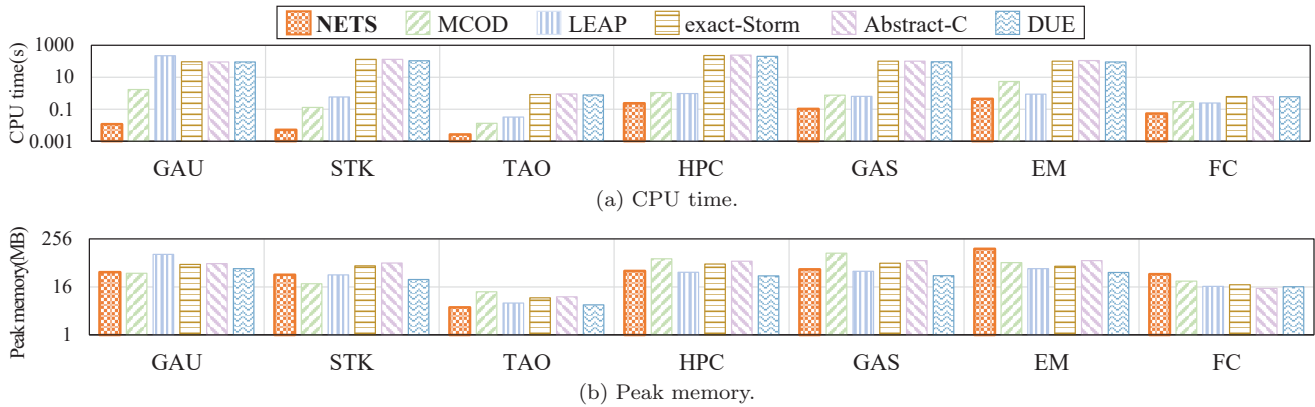 NETS MCOD LEAP exact-Storm Abstract-C DUE
CPU time(s)
1000
10
0.1
0.001
GAU STK TAO HPC GAS EM FC
(a) CPU time.
Peak memory(MB)
256
16
1
GAU STK TAO HPC GAS EM FC
(b) Peak memory.